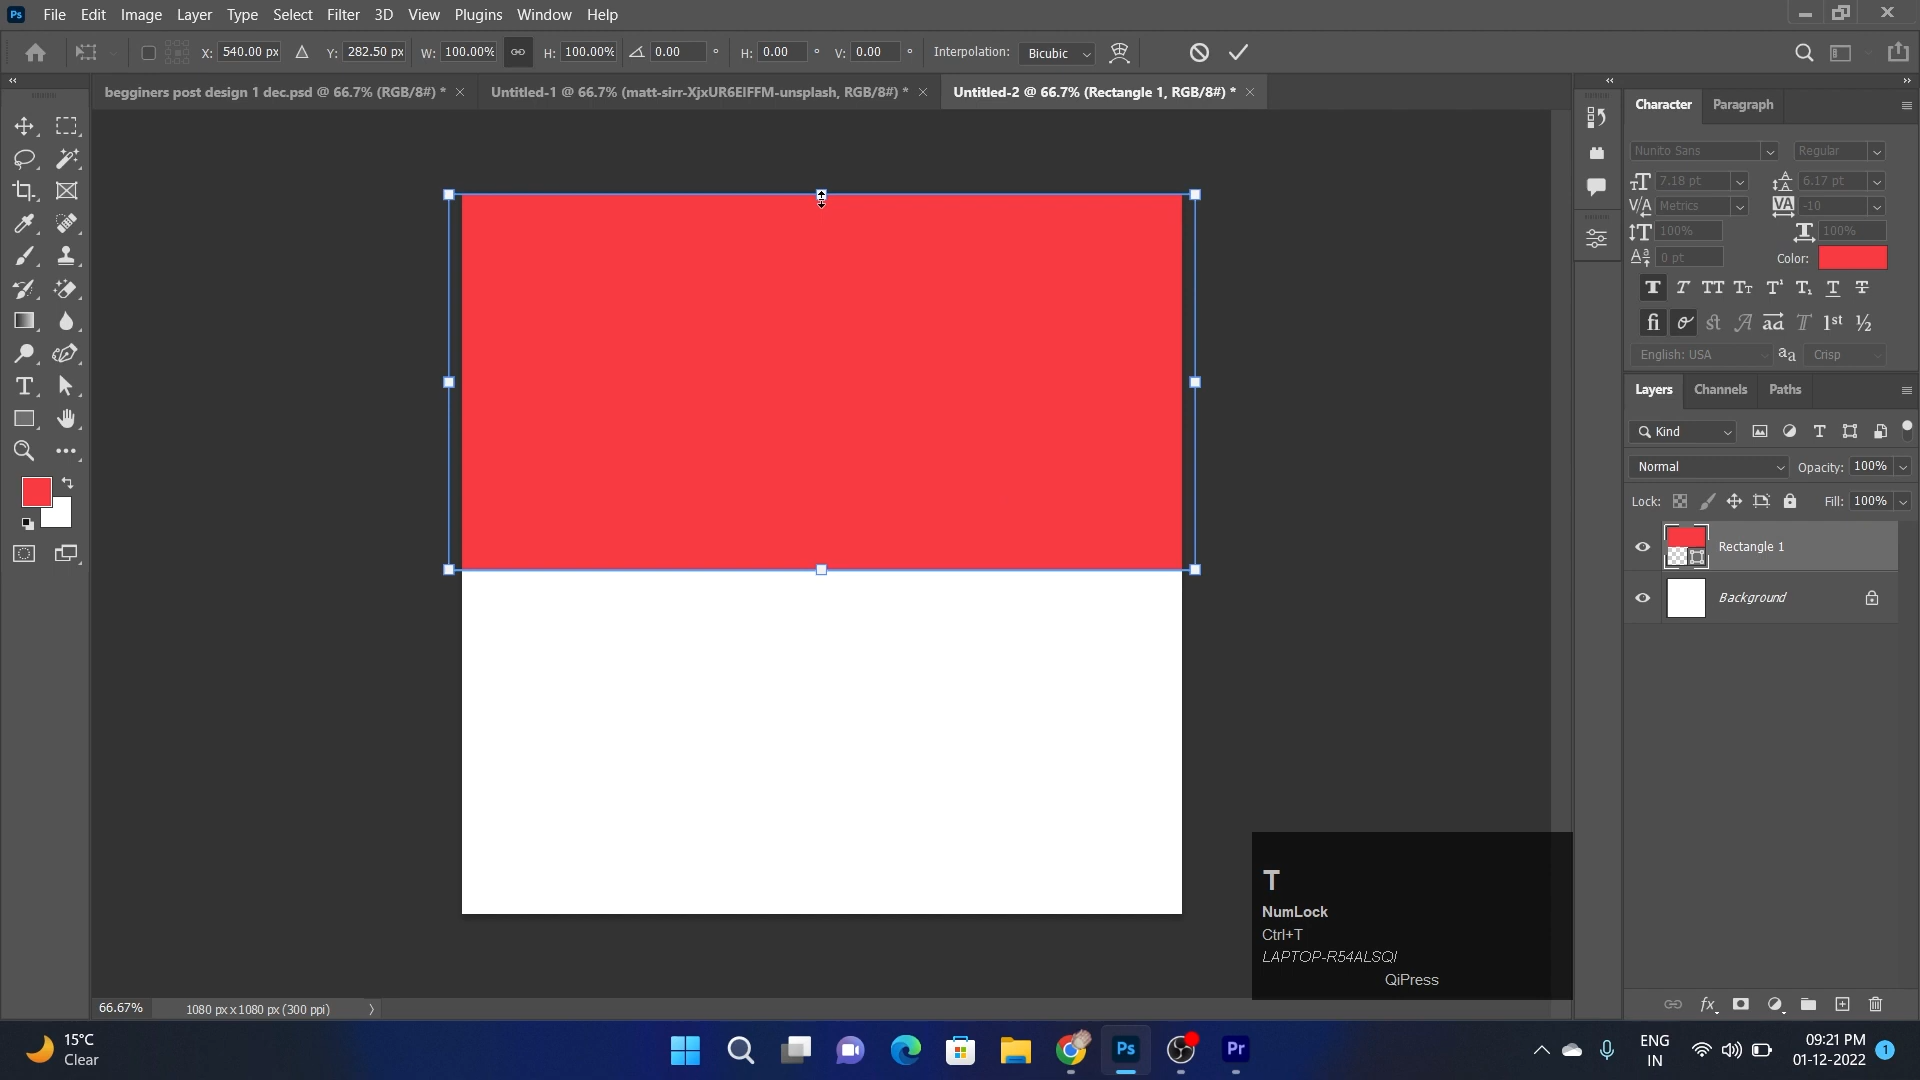 Ps File Edit Image Layer Type Select Filter 3D View Plugins Window Help
X: 540.00 px Y: 282.50 px W: 100.00% H: 100.00% 0.00 ° H: 0.00 ° V: 0.00 ° Interpolation: Bicubic
begginers post design 1 dec.psd @ 66.7% (RGB/8#) * Untitled-1 @ 66.7% (matt-sirr-XjxUR6EIFFM-unsplash, RGB/8#) * Untitled-2 @ 66.7% (Rectangle 1, RGB/8#) *
Character Paragraph
Nunito Sans Regular
7.18 pt 6.17 pt
Metrics -10
100% 100%
0 pt Color:
English: USA aa Crisp
Layers Channels Paths
Kind
Normal Opacity: 100%
Lock: Fill: 100%
Rectangle 1
Background
T
NumLock
Ctrl+T
LAPTOP-R54ALSQI
QiPress
66.67% 1080 px x 1080 px (300 ppi)
15°C
Clear
Ps Pr
ENG
IN
09:21 PM
01-12-2022
1